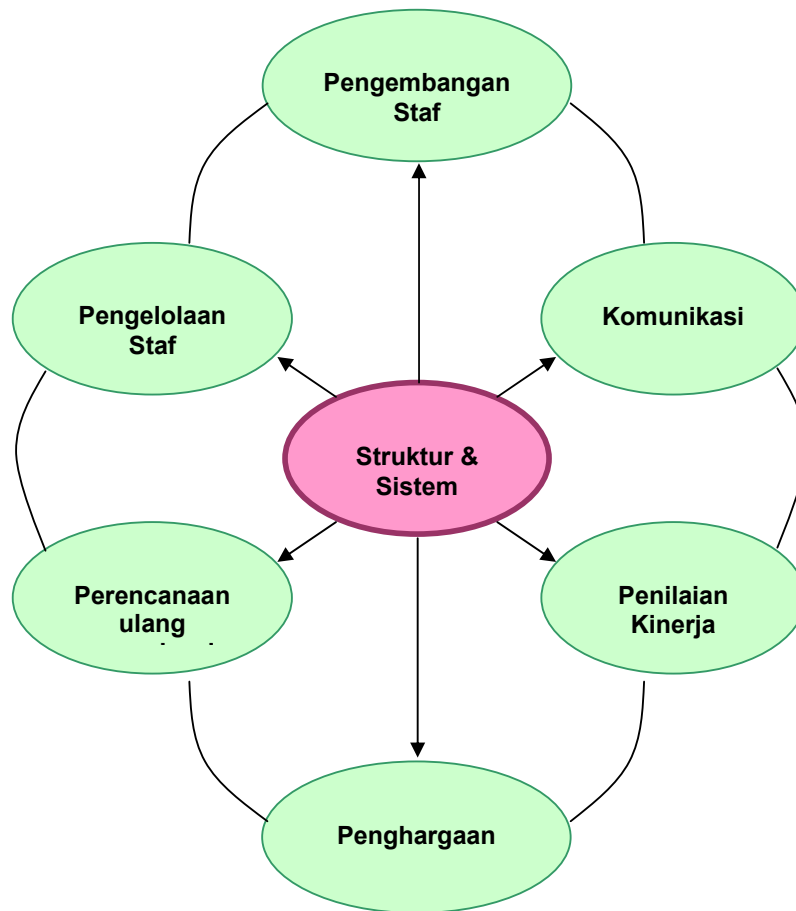 Pengembangan
Staf
Pengelolaan
Staf
Komunikasi
Struktur &
Sistem
Perencanaan
ulang
Penilaian
Kinerja
Penghargaan